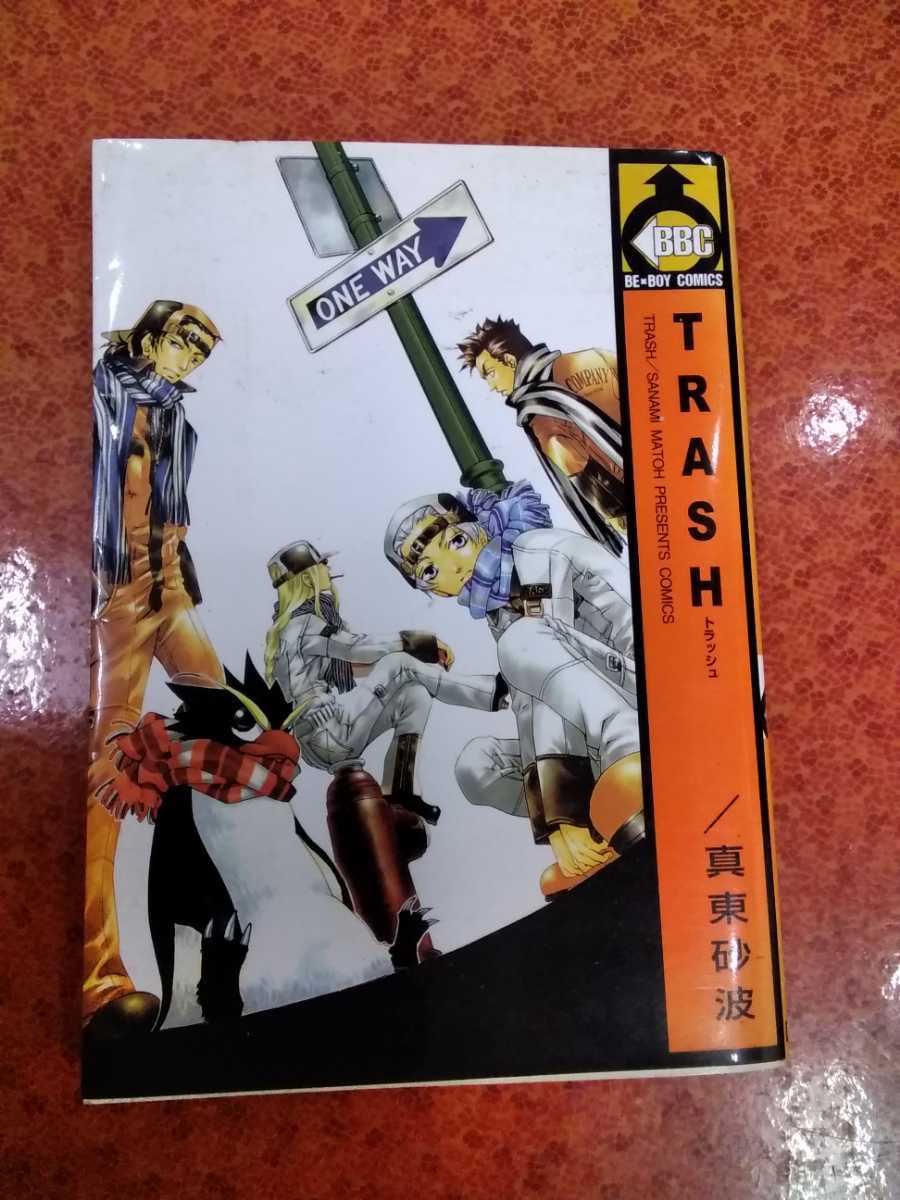 BBC
BE×BOY COMICS
ONE WAY
COMPANY
TRASH
トラッシュ
TRASH/SANAMI MATOH PRESENTS COMICS
/真東砂波